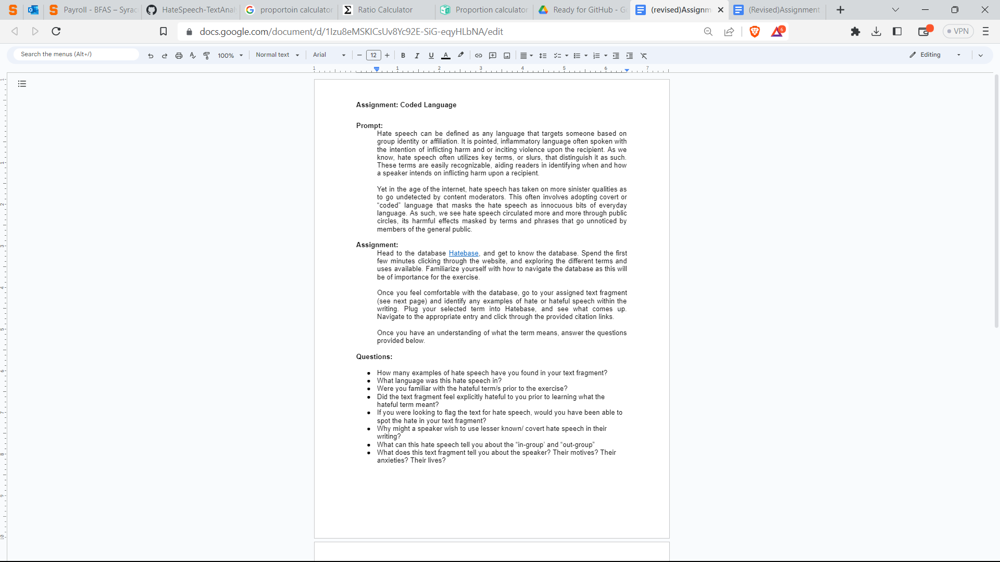 Payroll - BFAS – Syrac
HateSpeech-TextAnal
proportoin calculator
Ratio Calculator
Proportion calculator
Ready for GitHub - Go
(revised)Assignm
(Revised)Assignment
docs.google.com/document/d/1Izu8eMSKICsUv8Yc92E-SiG-eqyHLbNA/edit
6
VPN
Search the menus (Alt+/)
100%
Normal text
Arial
12
B
I
U
A
Editing
1 1 2 3 4 5 6 7
Assignment: Coded Language
Prompt:
Hate speech can be defined as any language that targets someone based on
group identity or affiliation. It is pointed, inflammatory language often spoken with
the intention of inflicting harm and or inciting violence upon the recipient. As we
know, hate speech often utilizes key terms, or slurs, that distinguish it as such.
These terms are easily recognizable, aiding readers in identifying when and how
a speaker intends on inflicting harm upon a recipient.
Yet in the age of the internet, hate speech has taken on more sinister qualities as
to go undetected by content moderators. This often involves adopting covert or
“coded” language that masks the hate speech as innocuous bits of everyday
language. As such, we see hate speech circulated more and more through public
circles, its harmful effects masked by terms and phrases that go unnoticed by
members of the general public.
Assignment:
Head to the database Hatebase, and get to know the database. Spend the first
few minutes clicking through the website, and exploring the different terms and
uses available. Familiarize yourself with how to navigate the database as this will
be of importance for the exercise.
Once you feel comfortable with the database, go to your assigned text fragment
(see next page) and identify any examples of hate or hateful speech within the
writing. Plug your selected term into Hatebase, and see what comes up.
Navigate to the appropriate entry and click through the provided citation links.
Once you have an understanding of what the term means, answer the questions
provided below.
Questions:
● How many examples of hate speech have you found in your text fragment?
● What language was this hate speech in?
● Were you familiar with the hateful term/s prior to the exercise?
● Did the text fragment feel explicitly hateful to you prior to learning what the
hateful term meant?
● If you were looking to flag the text for hate speech, would you have been able to
spot the hate in your text fragment?
● Why might a speaker wish to use lesser known/ covert hate speech in their
writing?
● What can this hate speech tell you about the “in-group’ and “out-group”
● What does this text fragment tell you about the speaker? Their motives? Their
anxieties? Their lives?